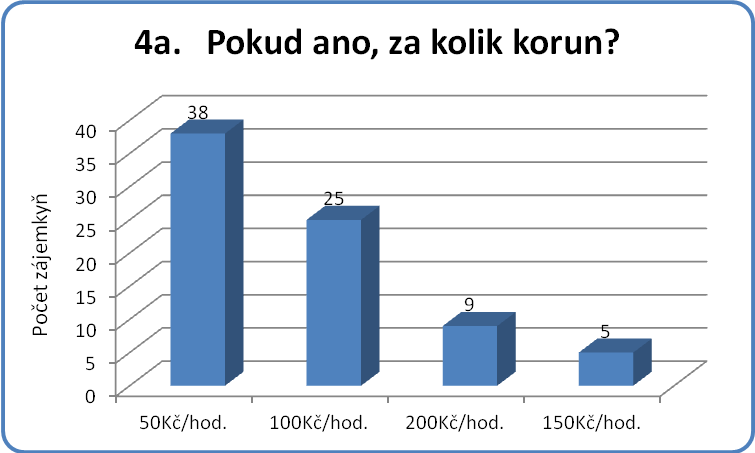 4a. Pokud ano, za kolik korun?
Počet zájemkyň
40
35
30
25
20
15
10
5
0
38
25
9
5
50Kč/hod.
100Kč/hod.
200Kč/hod.
150Kč/hod.